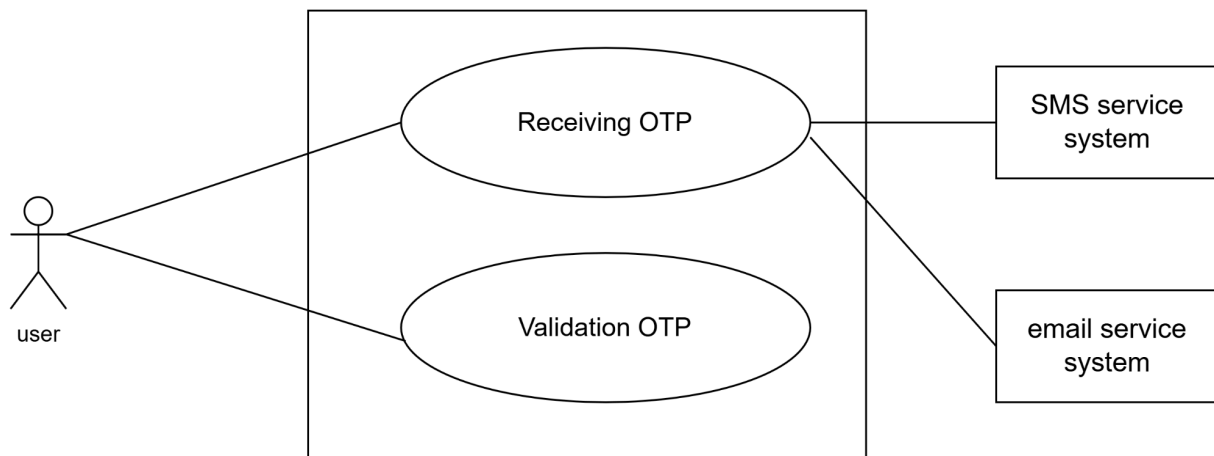 Receiving OTP
SMS service
system
user
Validation OTP
email service
system